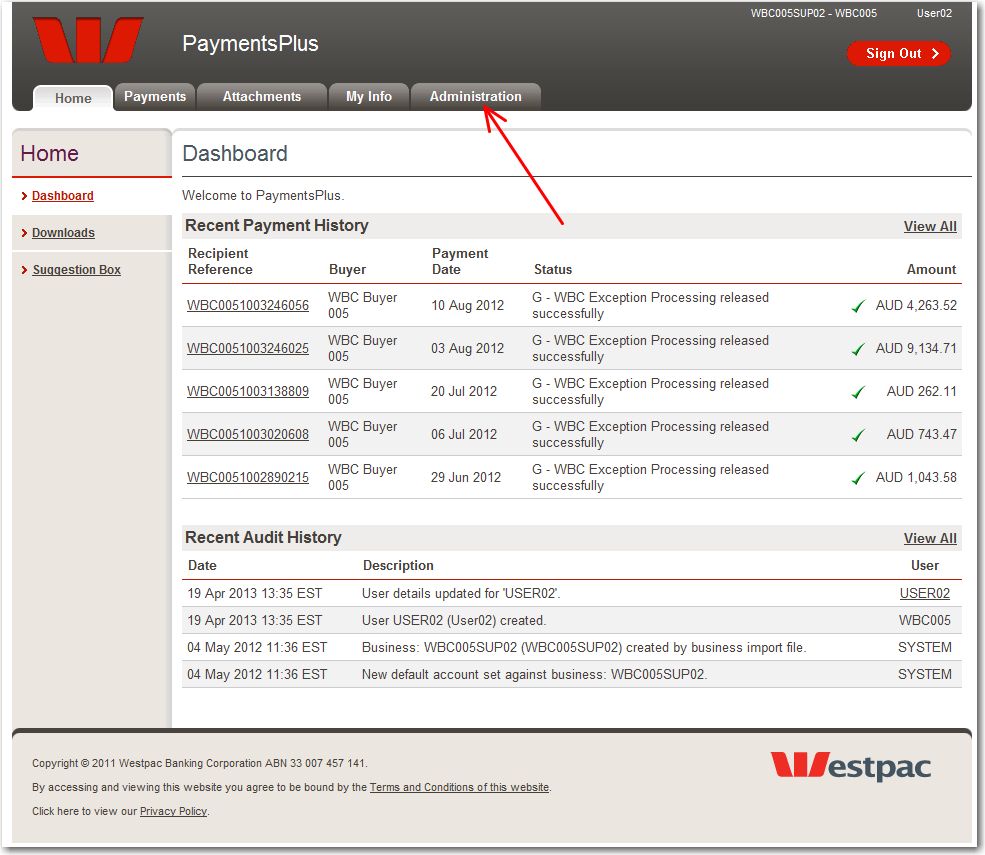 WBC005SUP02 - WBC005 User02
PaymentsPlus
Sign Out
Home Payments Attachments My Info Administration
Home
Dashboard
Downloads
Suggestion Box
Dashboard
Welcome to PaymentsPlus.
Recent Payment History View All
Recipient Reference Buyer Payment Date Status Amount
WBC0051003246056 WBC Buyer 005 10 Aug 2012 G - WBC Exception Processing released successfully AUD 4,263.52
WBC0051003246025 WBC Buyer 005 03 Aug 2012 G - WBC Exception Processing released successfully AUD 9,134.71
WBC0051003138809 WBC Buyer 005 20 Jul 2012 G - WBC Exception Processing released successfully AUD 262.11
WBC0051003020608 WBC Buyer 005 06 Jul 2012 G - WBC Exception Processing released successfully AUD 743.47
WBC0051002890215 WBC Buyer 005 29 Jun 2012 G - WBC Exception Processing released successfully AUD 1,043.58
Recent Audit History View All
Date Description User
19 Apr 2013 13:35 EST User details updated for 'USER02'. USER02
19 Apr 2013 13:35 EST User USER02 (User02) created. WBC005
04 May 2012 11:36 EST Business: WBC005SUP02 (WBC005SUP02) created by business import file. SYSTEM
04 May 2012 11:36 EST New default account set against business: WBC005SUP02. SYSTEM
Copyright © 2011 Westpac Banking Corporation ABN 33 007 457 141.
By accessing and viewing this website you agree to be bound by the Terms and Conditions of this website.
Click here to view our Privacy Policy.
Westpac